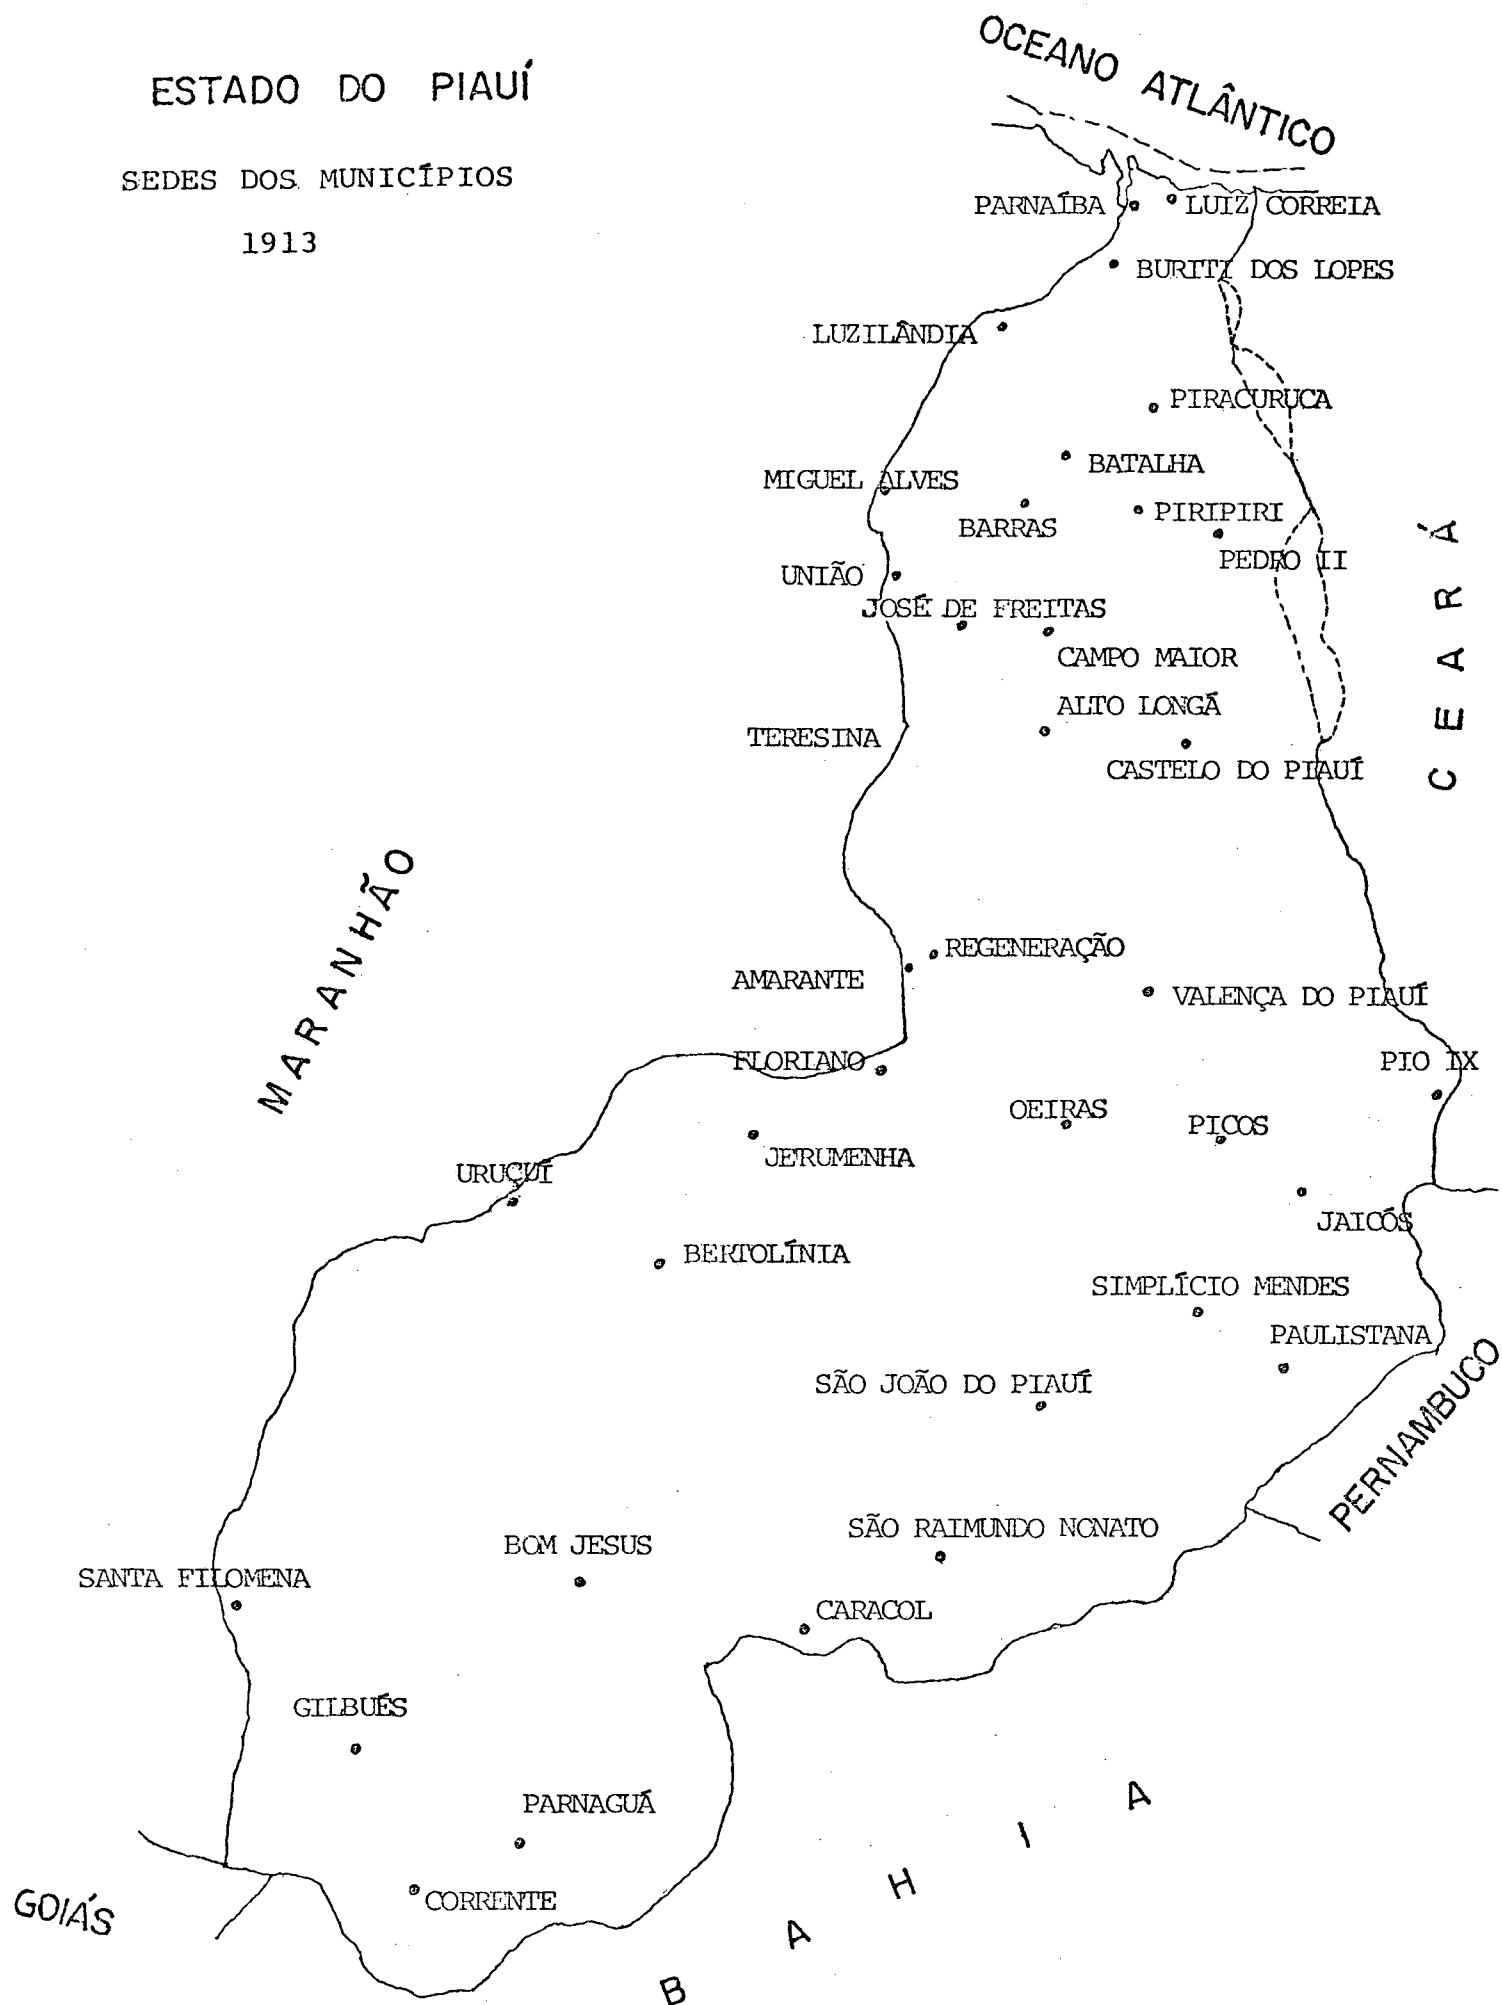 OCEANO ATLÂNTICO
ESTADO DO PIAUÍ
SEDES DOS MUNICÍPIOS
1913
PARNAÍBA
LUIZ CORREIA
BURITI DOS LOPES
LUZILÂNDIA
PIRACURUCA
BATALHA
MIGUEL ALVES
BARRAS
PIRIPIRI
PEDRO II
UNIÃO
JOSÉ DE FREITAS
CAMPO MAIOR
ALTO LONGÁ
TERESINA
CASTELO DO PIAUÍ
CEARÁ
MARANHÃO
REGENERAÇÃO
AMARANTE
VALENÇA DO PIAUÍ
FLORIANO
PIO IX
OEIRAS
PICOS
JERUMENHA
URUÇUÍ
JAICÓS
BERTOLÍNIA
SIMPLÍCIO MENDES
PAULISTANA
SÃO JOÃO DO PIAUÍ
PERNAMBUCO
SÃO RAIMUNDO NONATO
BOM JESUS
SANTA FILOMENA
CARACOL
GILBUÉS
PARNAGUÁ
CORRENTE
GOIÁS
BAHIA